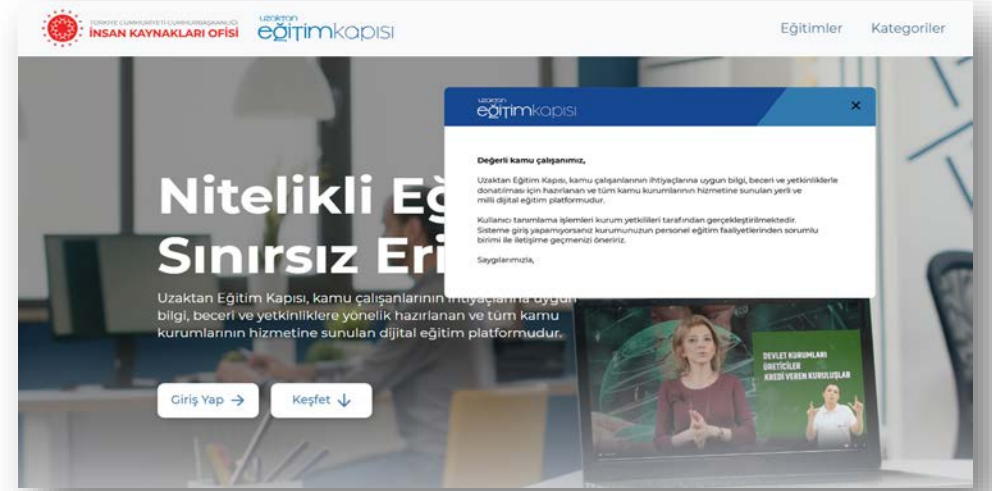 TÜRKİYE CUMHURİYETİ CUMHURBAŞKANLIĞI
İNSAN KAYNAKLARI OFİSİ
uzaktan
eğitimkapısı
Eğitimler Kategoriler
uzaktan
eğitimkapısı
Değerli kamu çalışanımız,
Uzaktan Eğitim Kapısı, kamu çalışanlarının ihtiyaçlarına uygun bilgi, beceri ve yetkinliklerle
donatılması için hazırlanan ve tüm kamu kurumlarının hizmetine sunulan yerli ve
milli dijital eğitim platformudur.
Kullanıcı tanımlama işlemleri kurum yetkilileri tarafından gerçekleştirilmektedir.
Sisteme giriş yapamıyorsanız kurumunuzun personel eğitim faaliyetlerinden sorumlu
birimi ile iletişime geçmenizi öneririz.
Saygılarımızla,
Nitelikli Eğ
Sınırsız Eri
Uzaktan Eğitim Kapısı, kamu çalışanlarının ihtiyaçlarına uygun
bilgi, beceri ve yetkinliklere yönelik hazırlanan ve tüm kamu
kurumlarının hizmetine sunulan dijital eğitim platformudur.
Giriş Yap → Keşfet ↓
DEVLET KURUMLARI
ÜRETİCİLER
KREDİ VEREN KURULUŞLAR